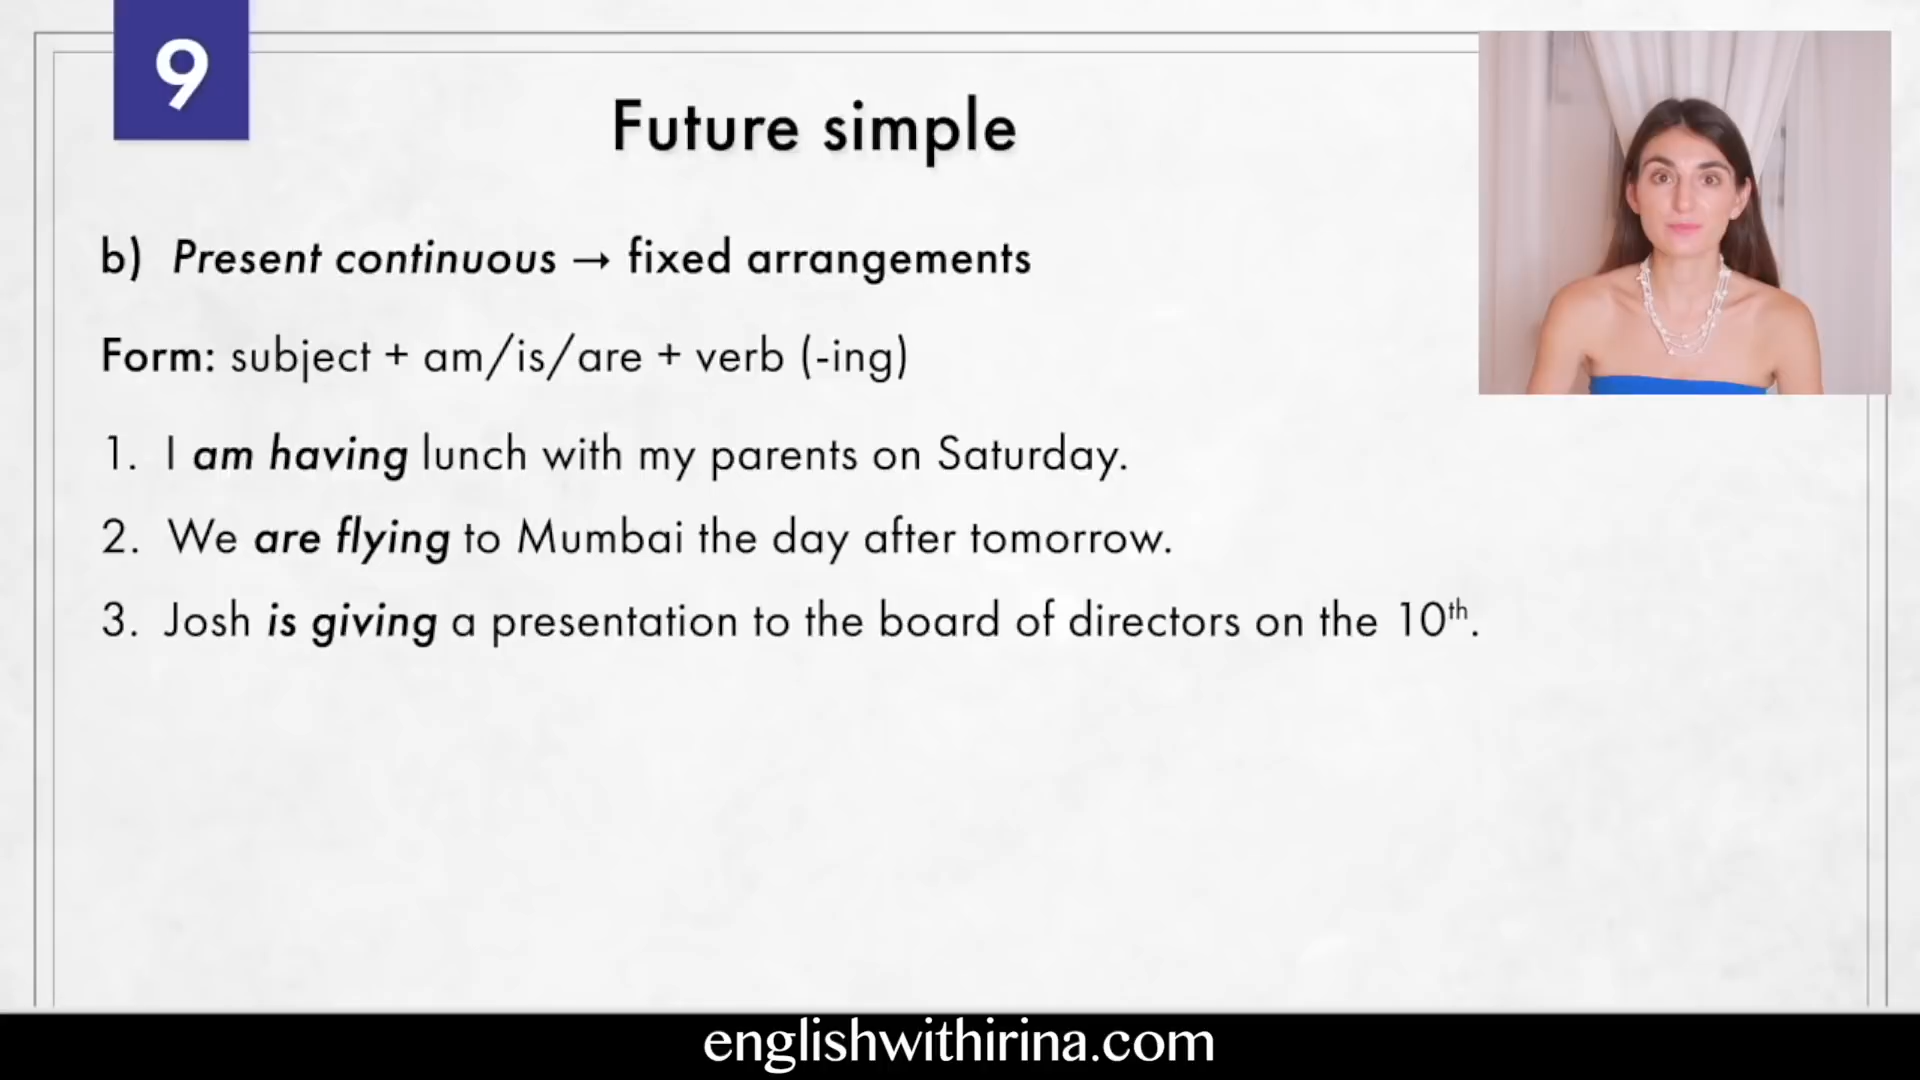 9
Future simple
b) Present continuous → fixed arrangements
Form: subject + am/is/are + verb (-ing)
1. I am having lunch with my parents on Saturday.
2. We are flying to Mumbai the day after tomorrow.
3. Josh is giving a presentation to the board of directors on the 10th.
englishwithirina.com